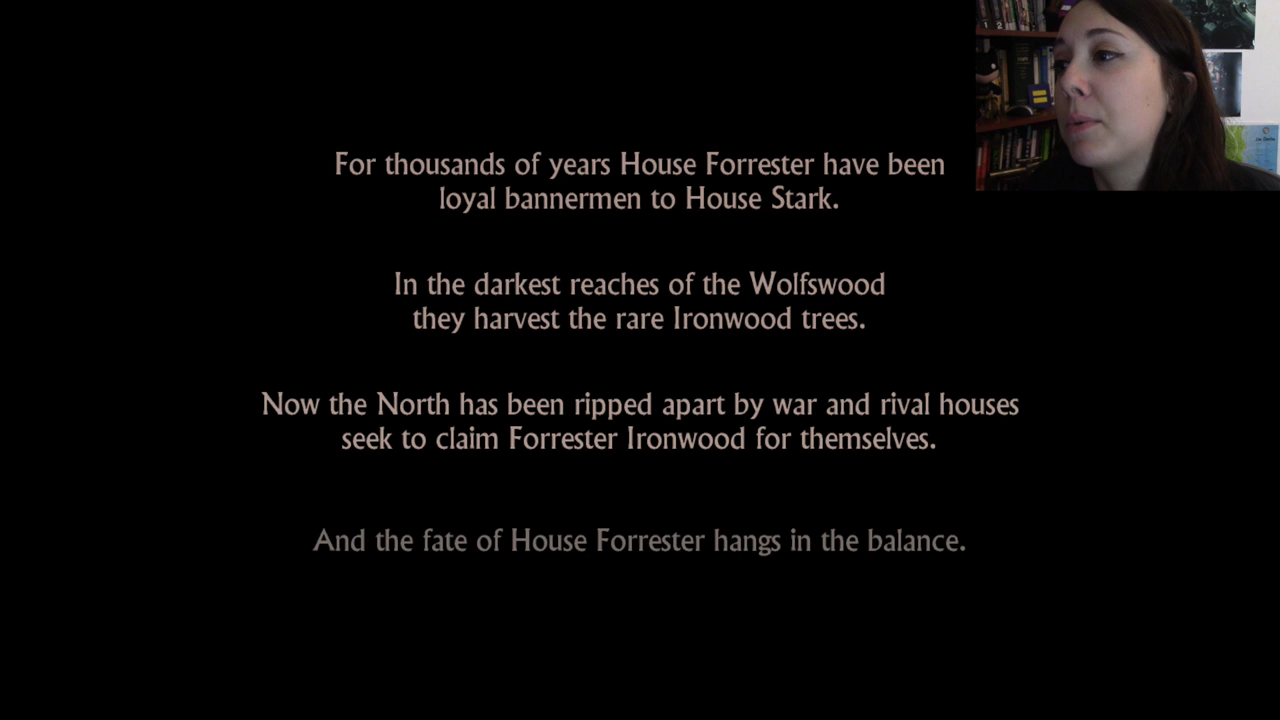 For thousands of years House Forrester have been
loyal bannermen to House Stark.
In the darkest reaches of the Wolfswood
they harvest the rare Ironwood trees.
Now the North has been ripped apart by war and rival houses
seek to claim Forrester Ironwood for themselves.
And the fate of House Forrester hangs in the balance.